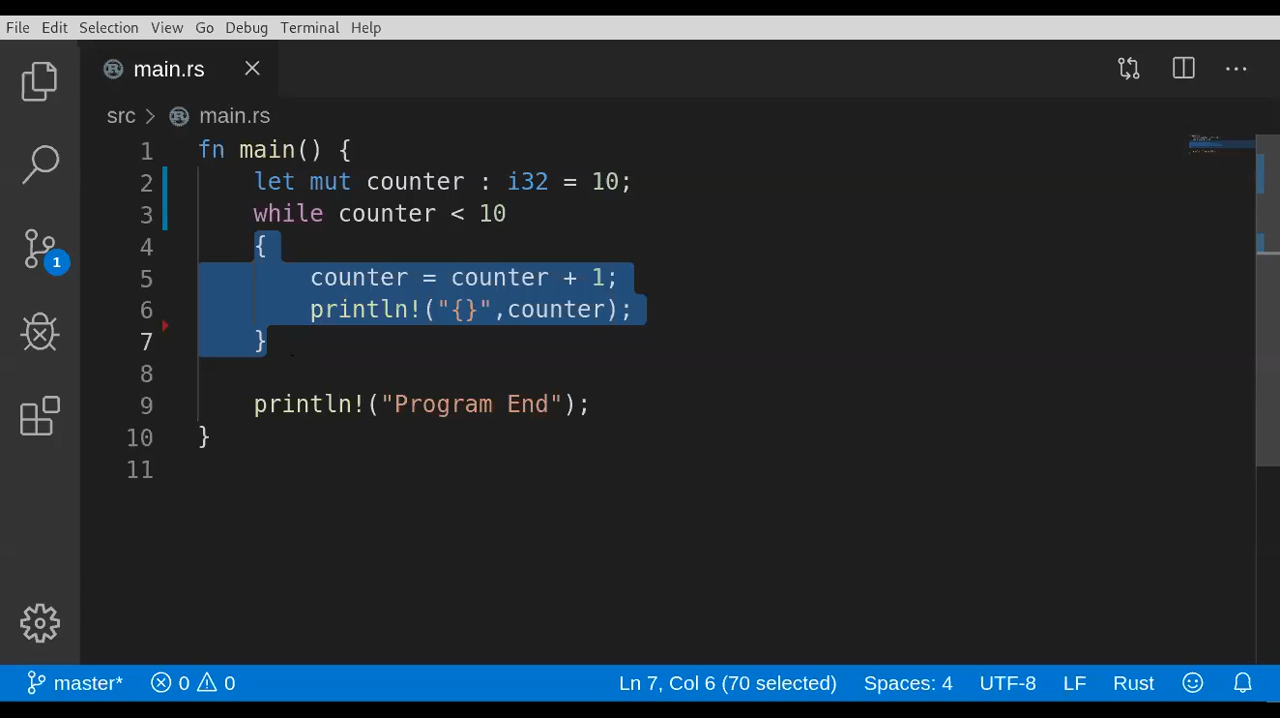 File Edit Selection View Go Debug Terminal Help
main.rs
src > main.rs
1 fn main() {
2 let mut counter : i32 = 10;
3 while counter < 10
4 {
5 counter = counter + 1;
6 println!("{}",counter);
7 }
8
9 println!("Program End");
10 }
11
1
master* 0 0 Ln 7, Col 6 (70 selected) Spaces: 4 UTF-8 LF Rust